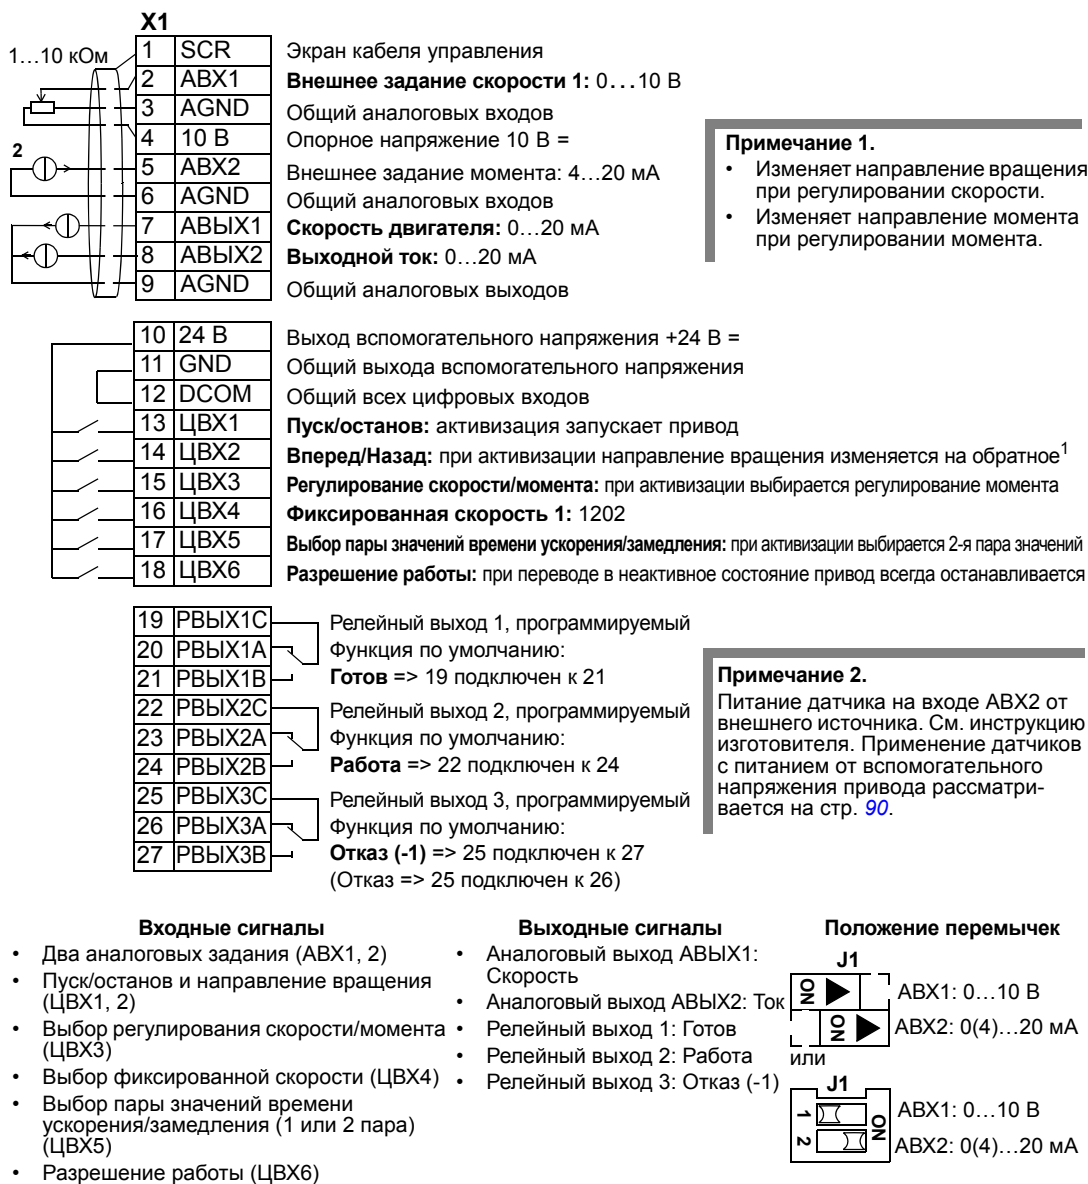 X1
1…10 кОм
1 SCR Экран кабеля управления
2 АВХ1 Внешнее задание скорости 1: 0…10 В
3 AGND Общий аналоговых входов
4 10 В Опорное напряжение 10 В =
2
5 АВХ2 Внешнее задание момента: 4…20 мА
6 AGND Общий аналоговых входов
7 АВЫХ1 Скорость двигателя: 0…20 мА
8 АВЫХ2 Выходной ток: 0…20 мА
9 AGND Общий аналоговых выходов
Примечание 1.
• Изменяет направление вращения
при регулировании скорости.
• Изменяет направление момента
при регулировании момента.
10 24 В Выход вспомогательного напряжения +24 В =
11 GND Общий выхода вспомогательного напряжения
12 DCOM Общий всех цифровых входов
13 ЦВХ1 Пуск/останов: активизация запускает привод
14 ЦВХ2 Вперед/Назад: при активизации направление вращения изменяется на обратное1
15 ЦВХ3 Регулирование скорости/момента: при активизации выбирается регулирование момента
16 ЦВХ4 Фиксированная скорость 1: 1202
17 ЦВХ5 Выбор пары значений времени ускорения/замедления: при активизации выбирается 2-я пара значений
18 ЦВХ6 Разрешение работы: при переводе в неактивное состояние привод всегда останавливается
19 РВЫХ1С Релейный выход 1, программируемый
20 РВЫХ1А Функция по умолчанию:
21 РВЫХ1В Готов => 19 подключен к 21
22 РВЫХ2С Релейный выход 2, программируемый
23 РВЫХ2А Функция по умолчанию:
24 РВЫХ2В Работа => 22 подключен к 24
25 РВЫХ3С Релейный выход 3, программируемый
26 РВЫХ3А Функция по умолчанию:
27 РВЫХ3В Отказ (-1) => 25 подключен к 27
(Отказ => 25 подключен к 26)
Примечание 2.
Питание датчика на входе АВХ2 от
внешнего источника. См. инструкцию
изготовителя. Применение датчиков
с питанием от вспомогательного
напряжения привода рассматри-
вается на стр. 90.
Входные сигналы
• Два аналоговых задания (АВХ1, 2)
• Пуск/останов и направление вращения
(ЦВХ1, 2)
• Выбор регулирования скорости/момента
(ЦВХ3)
• Выбор фиксированной скорости (ЦВХ4)
• Выбор пары значений времени
ускорения/замедления (1 или 2 пара)
(ЦВХ5)
• Разрешение работы (ЦВХ6)
Выходные сигналы
• Аналоговый выход АВЫХ1:
Скорость
• Аналоговый выход АВЫХ2: Ток
• Релейный выход 1: Готов
• Релейный выход 2: Работа
• Релейный выход 3: Отказ (-1)
Положение перемычек
J1
ON АВХ1: 0…10 В
ON АВХ2: 0(4)…20 мА
или
J1
1 АВХ1: 0…10 В
ON
2 АВХ2: 0(4)…20 мА